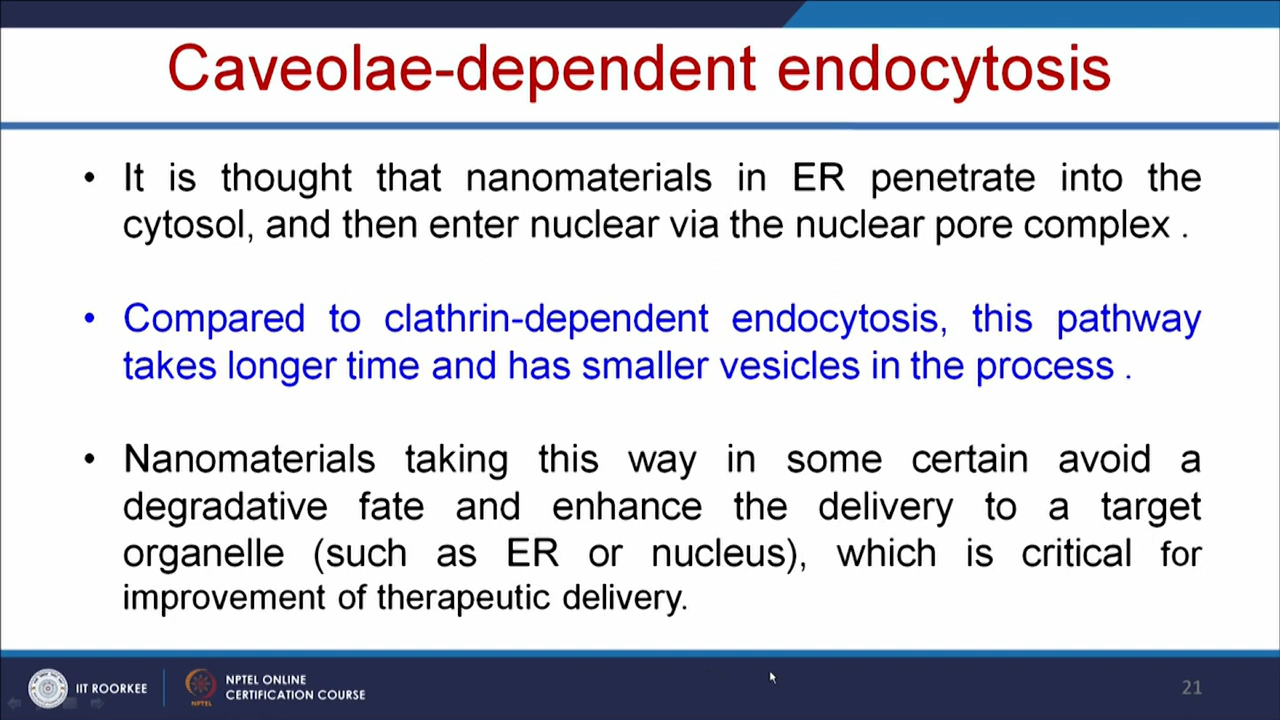 Caveolae-dependent endocytosis
• It is thought that nanomaterials in ER penetrate into the
cytosol, and then enter nuclear via the nuclear pore complex .
• Compared to clathrin-dependent endocytosis, this pathway
takes longer time and has smaller vesicles in the process .
• Nanomaterials taking this way in some certain avoid a
degradative fate and enhance the delivery to a target
organelle (such as ER or nucleus), which is critical for
improvement of therapeutic delivery.
IIT ROORKEE
NPTEL
NPTEL ONLINE
CERTIFICATION COURSE
21